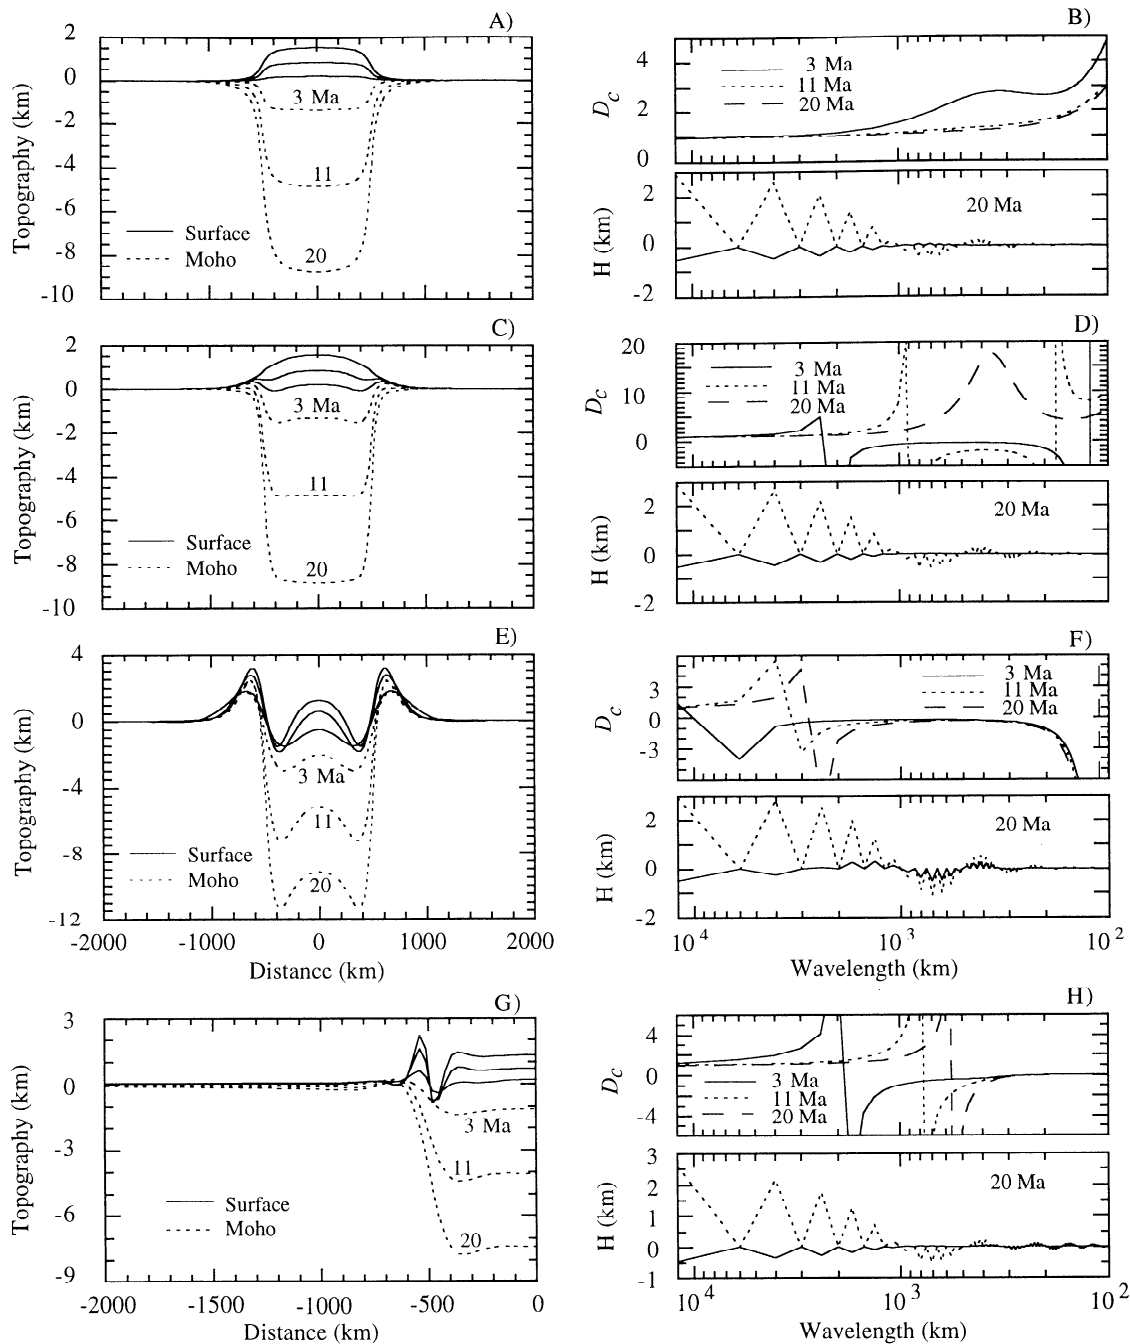 A)
2
0
-2
-4
-6
-8
-10
Topography (km)
3 Ma
11
20
Surface
Moho
-2000
-1000
0
1000
2000
B)
4
2
0
D_c
3 Ma
11 Ma
20 Ma
2
0
-2
H (km)
20 Ma
C)
2
0
-2
-4
-6
-8
-10
Topography (km)
3 Ma
11
20
Surface
Moho
D)
20
10
0
D_c
3 Ma
11 Ma
20 Ma
2
0
-2
H (km)
20 Ma
E)
4
0
-4
-8
-12
Topography (km)
3 Ma
11
20
Surface
Moho
-2000
-1000
0
1000
2000
Distance (km)
F)
3
0
-3
D_c
3 Ma
11 Ma
20 Ma
2
0
-2
H (km)
20 Ma
10^4
10^3
10^2
Wavelength (km)
G)
3
0
-3
-6
-9
Topography (km)
3 Ma
11
20
Surface
Moho
-2000
-1500
-1000
-500
0
Distance (km)
H)
4
2
0
-4
D_c
3 Ma
11 Ma
20 Ma
3
2
1
0
-1
H (km)
20 Ma
10^4
10^3
10^2
Wavelength (km)